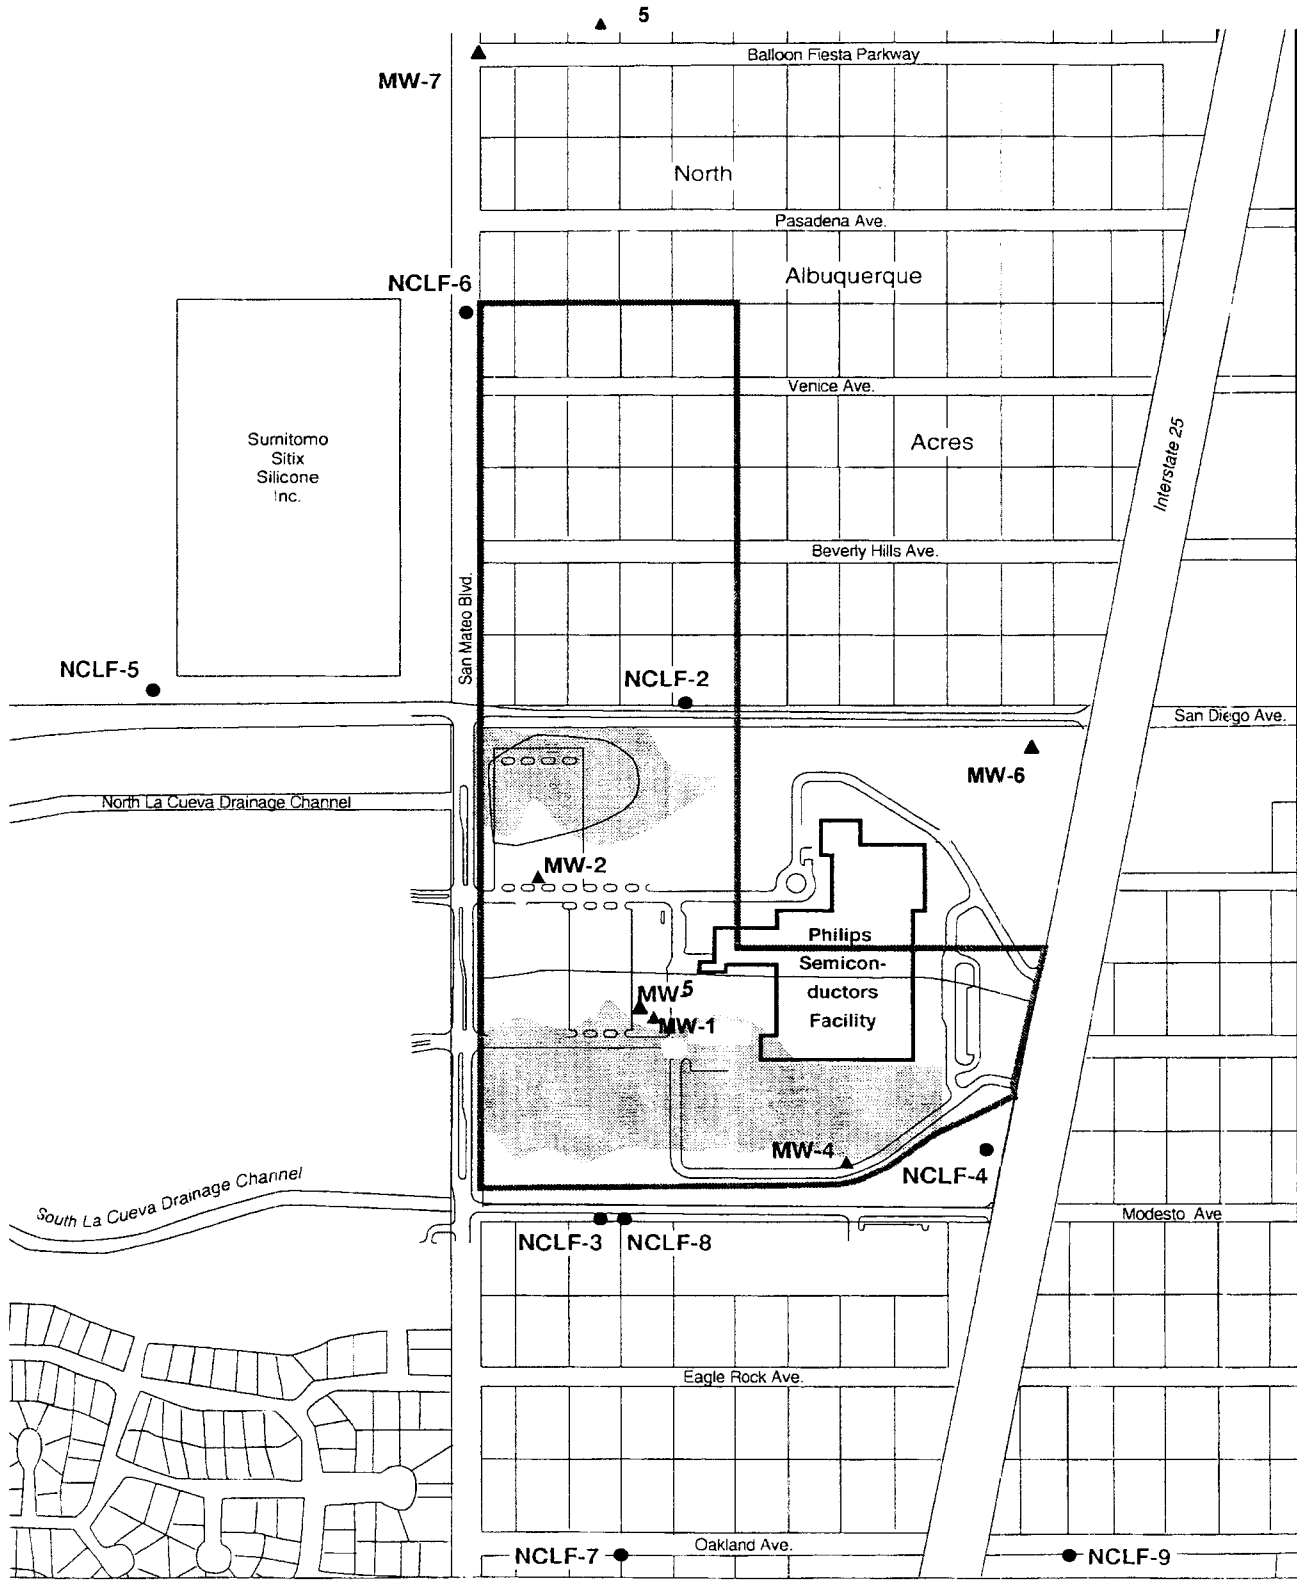 5
Balloon Fiesta Parkway
MW-7
North
Pasadena Ave.
Albuquerque
NCLF-6
Venice Ave.
Sumitomo
Sitix
Silicone
Inc.
Acres
Interstate 25
Beverly Hills Ave.
San Mateo Blvd.
NCLF-5
NCLF-2
San Diego Ave.
MW-6
North La Cueva Drainage Channel
MW-2
Philips
Semicon-
ductors
Facility
MW-5
MW-1
MW-4
NCLF-4
South La Cueva Drainage Channel
Modesto Ave
NCLF-3
NCLF-8
Eagle Rock Ave.
Oakland Ave.
NCLF-7
NCLF-9